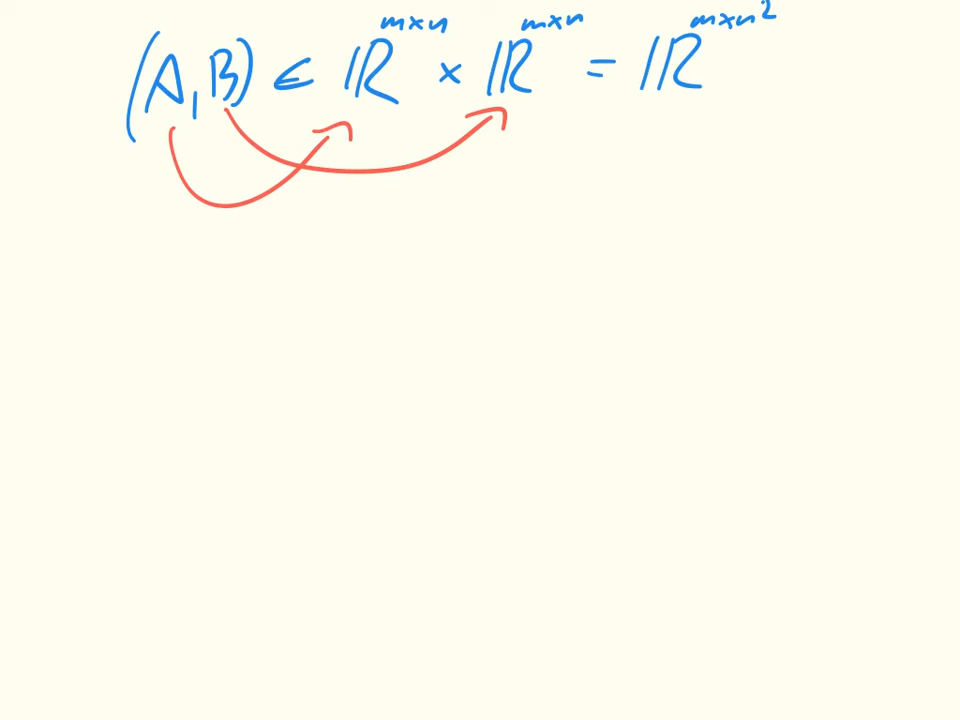 (A, B) ∈ ℝ^{m×n} × ℝ^{m×n} = ℝ^{m×n^2}